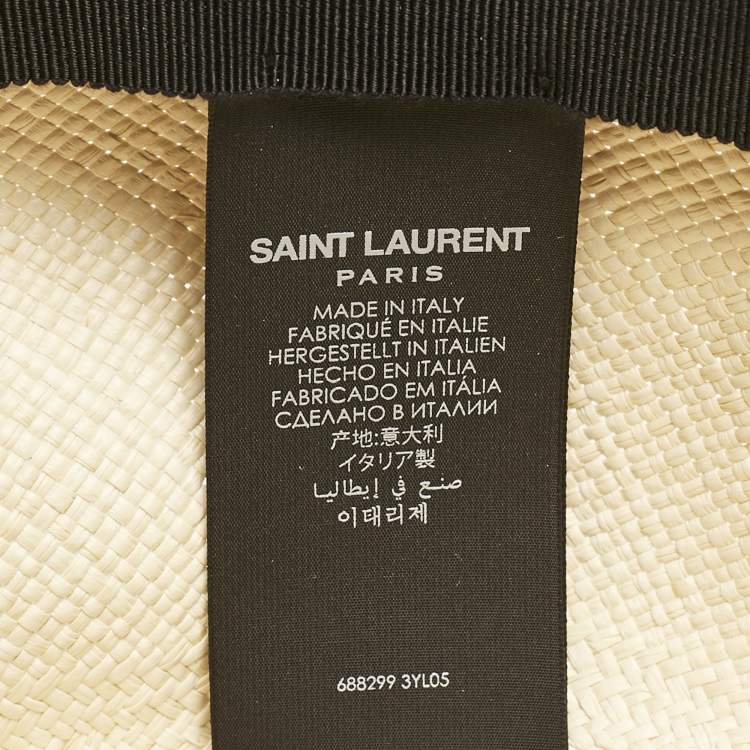 SAINT LAURENT
PARIS
MADE IN ITALY
FABRIQUÉ EN ITALIE
HERGESTELLT IN ITALIEN
HECHO EN ITALIA
FABRICADO EM ITÁLIA
СДЕЛАНО В ИТАЛИИ
产地:意大利
イタリア製
صنع في إيطاليا
이태리제
688299 3YL05